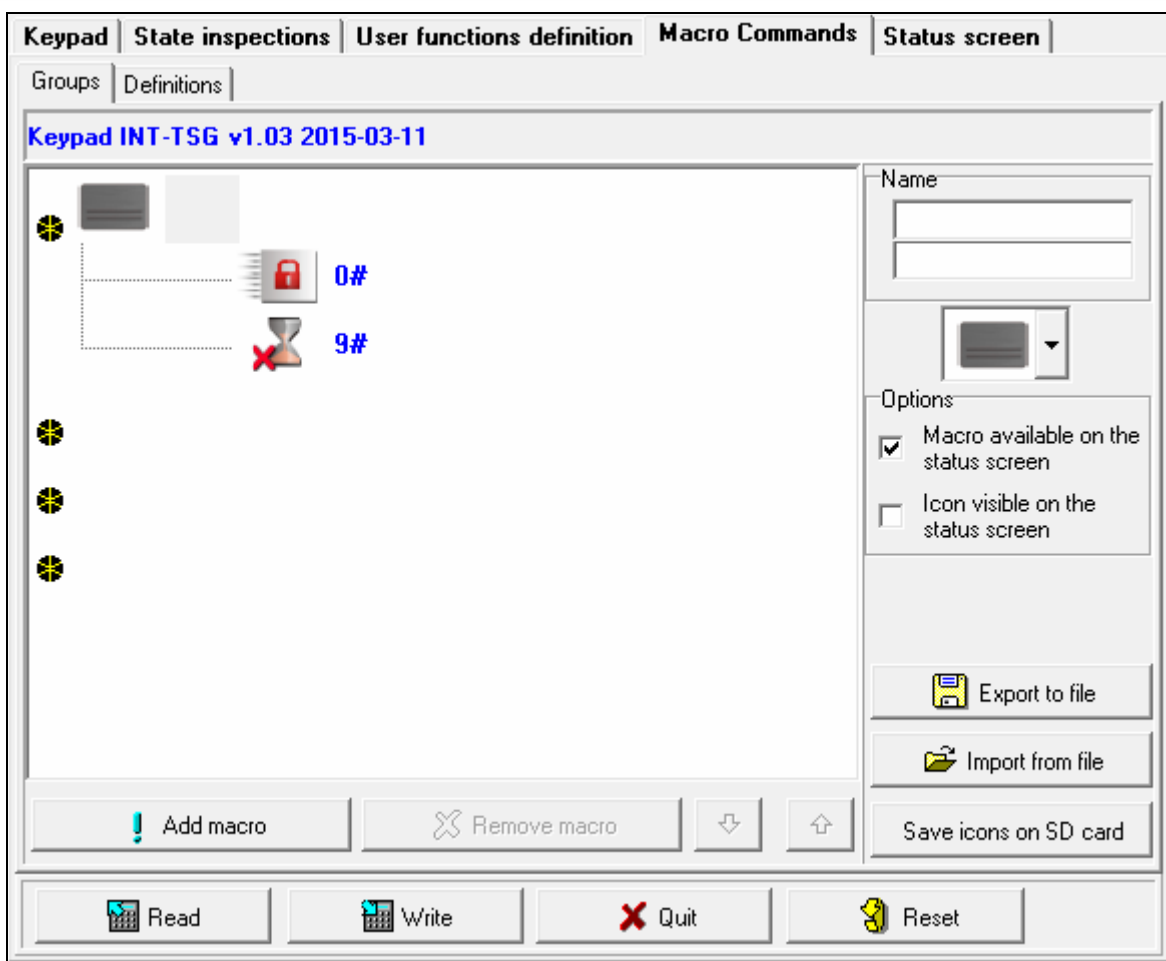 Keypad State inspections User functions definition Macro Commands Status screen
Groups Definitions
Keypad INT-TSG v1.03 2015-03-11
Name
0#
9#
Options
Macro available on the
status screen
Icon visible on the
status screen
Export to file
Import from file
Add macro Remove macro Save icons on SD card
Read Write Quit Reset